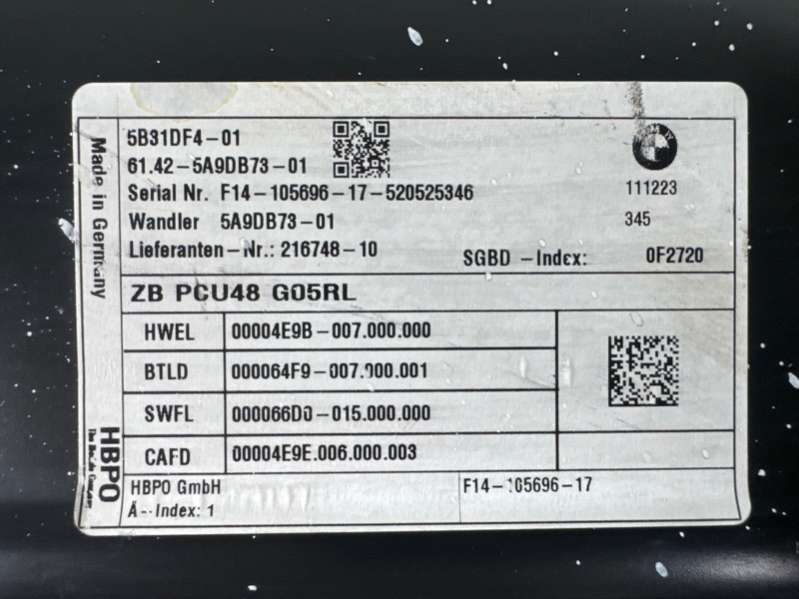 Made in Germany
5B31DF4-01
61.42-5A9DB73-01
Serial Nr. F14-105696-17-520525346
Wandler 5A9DB73-01
Lieferanten-Nr.: 216748-10
111223
345
SGBD -Index: 0F2720
ZB PCU48 G05RL
HWEL 00004E9B-007.000.000
BTLD 000064F9-007.000.001
SWFL 000066D0-015.000.000
CAFD 00004E9E.006.000.003
HBPO
HBPO GmbH
Ä--Index: 1
F14-105696-17